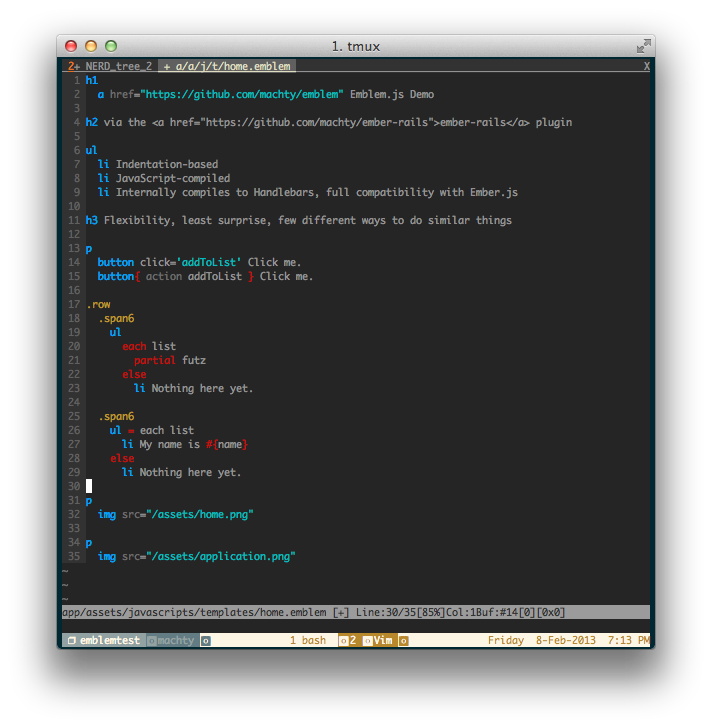 1. tmux
2+ NERD_tree_2  + a/a/j/t/home.emblem X
1 h1
2   a href="https://github.com/machty/emblem" Emblem.js Demo
3
4 h2 via the <a href="https://github.com/machty/ember-rails">ember-rails</a> plugin
5
6 ul
7   li Indentation-based
8   li JavaScript-compiled
9   li Internally compiles to Handlebars, full compatibility with Ember.js
10
11 h3 Flexibility, least surprise, few different ways to do similar things
12
13 p
14   button click='addToList' Click me.
15   button{ action addToList } Click me.
16
17 .row
18   .span6
19     ul
20       each list
21         partial futz
22       else
23         li Nothing here yet.
24
25   .span6
26     ul = each list
27       li My name is #{name}
28     else
29       li Nothing here yet.
30
31 p
32   img src="/assets/home.png"
33
34 p
35   img src="/assets/application.png"
~
~
~
app/assets/javascripts/templates/home.emblem [+] Line:30/35[85%]Col:1Buf:#14[0][0x0]
emblemtest machty 1 bash 2 Vim Friday 8-Feb-2013 7:13 PM